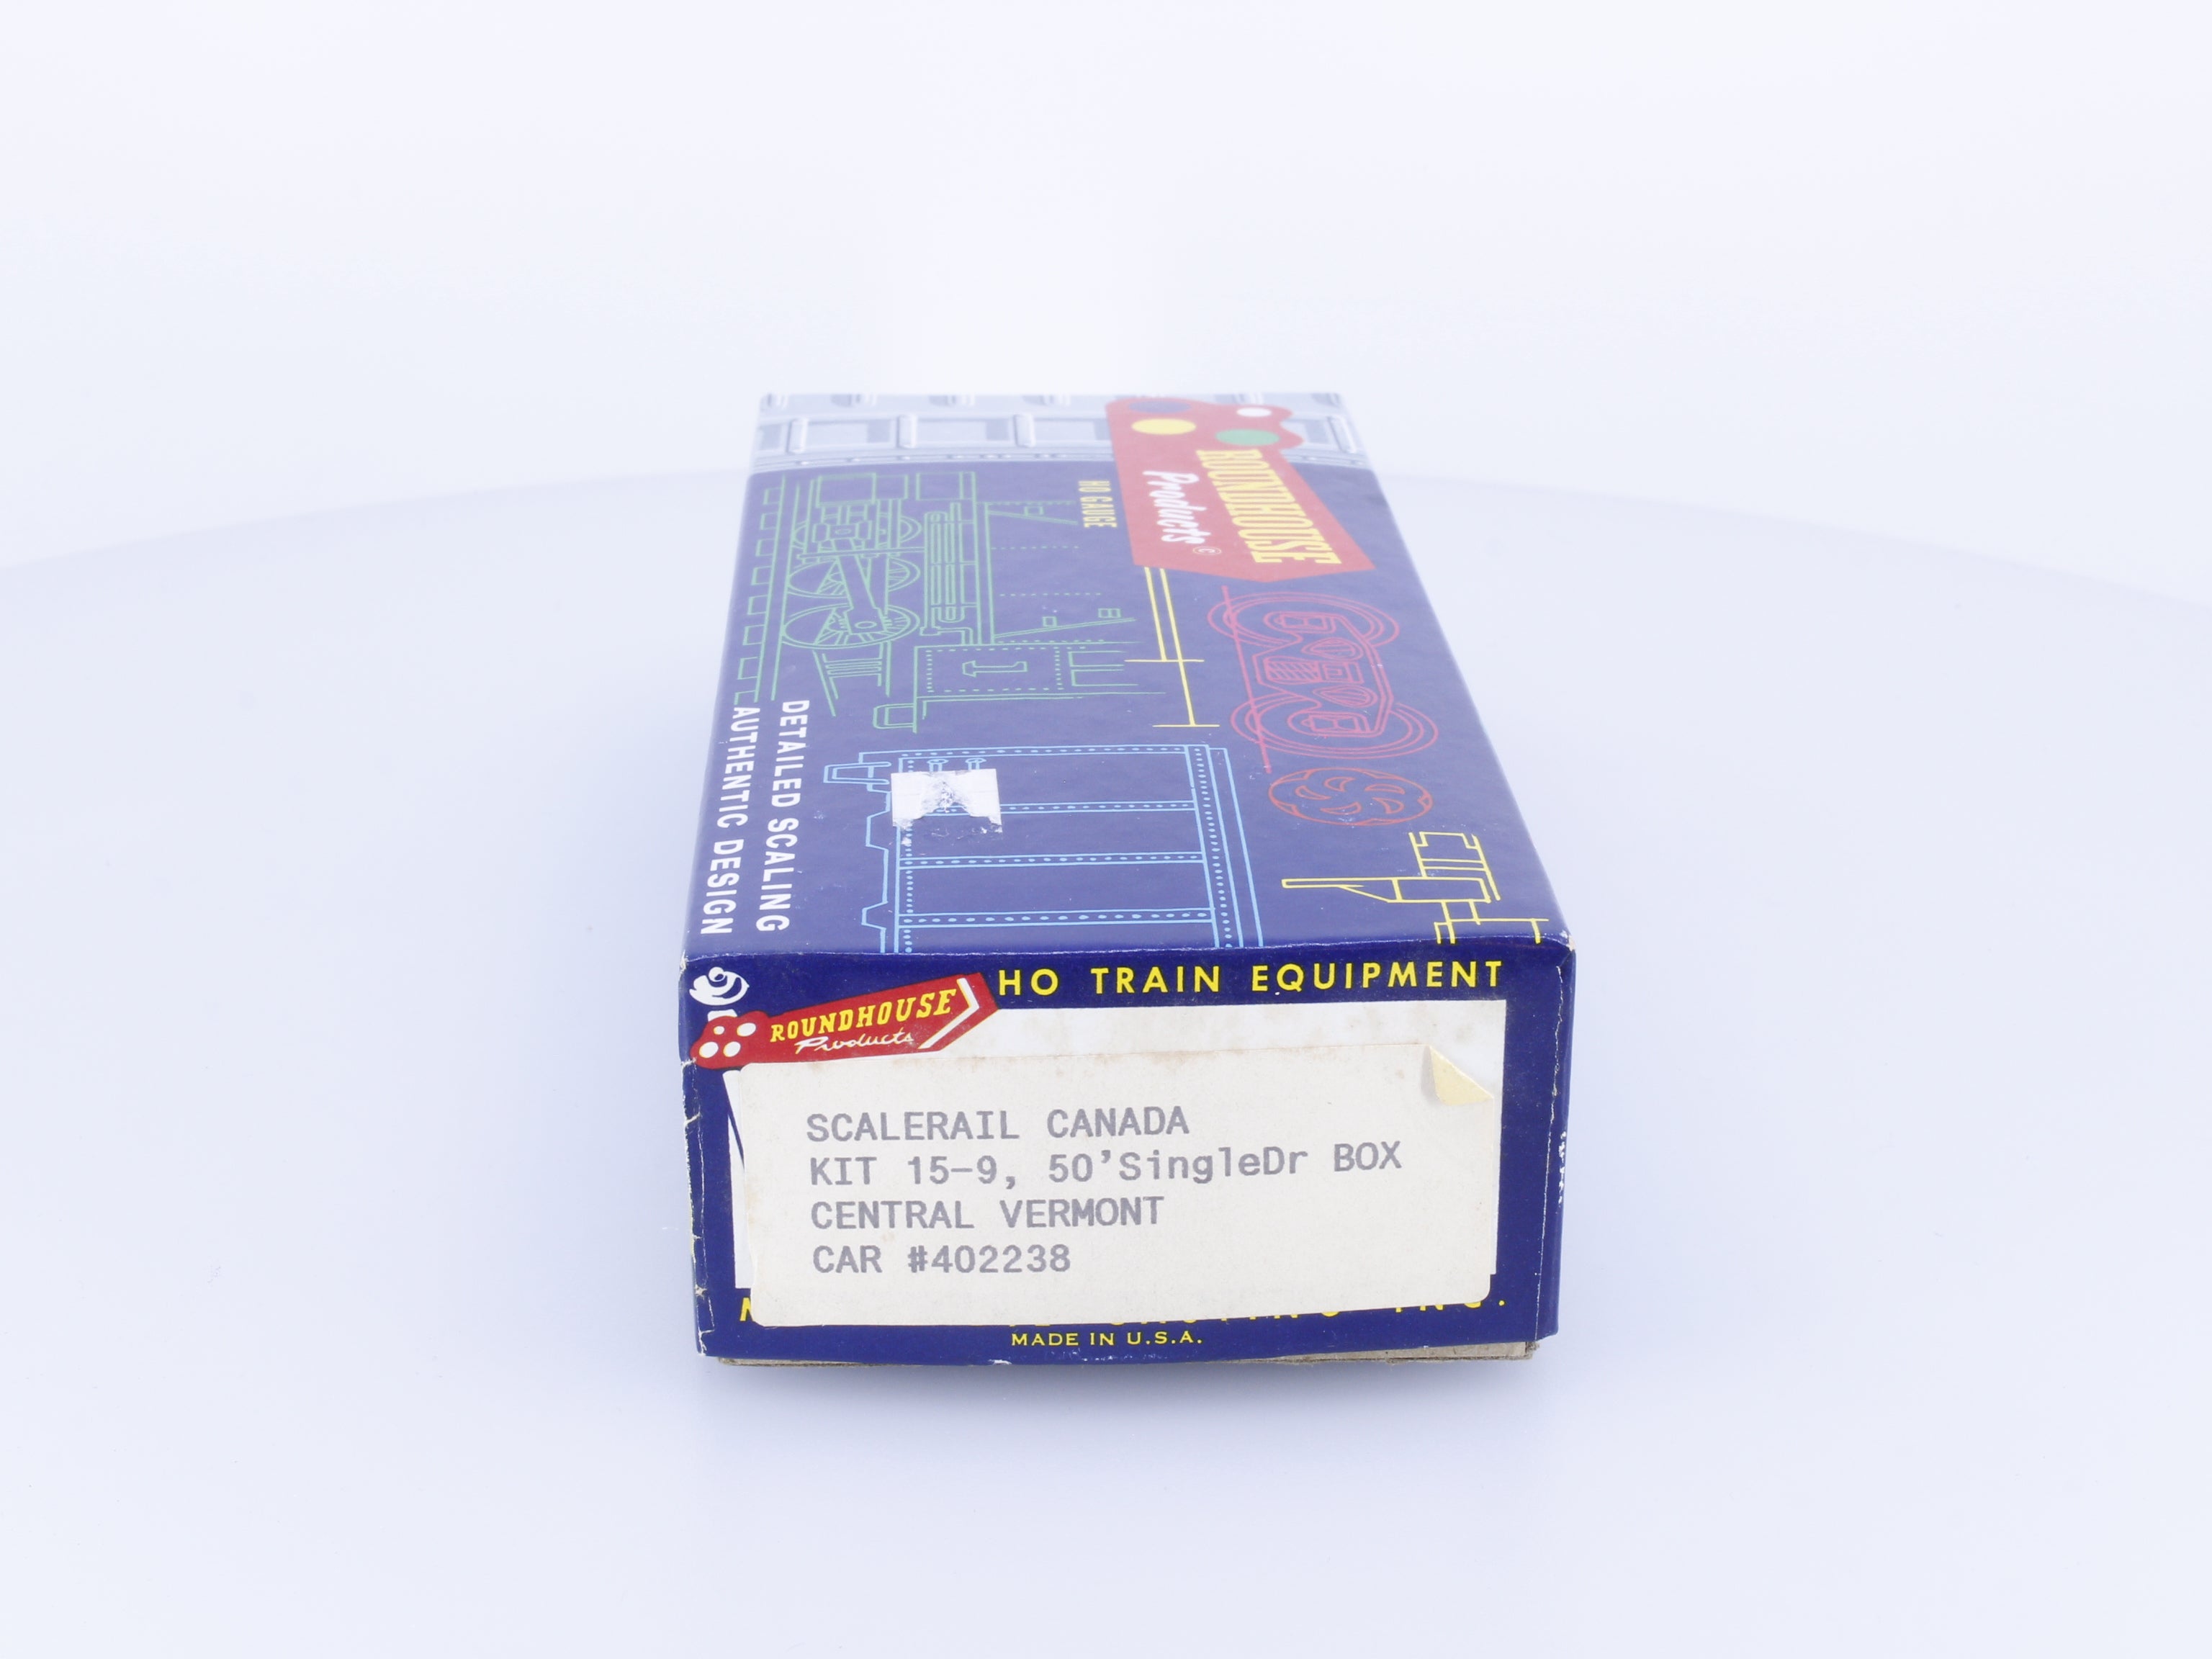 ROUNDHOUSE
Products ©
HO GAUGE
DETAILED SCALING
AUTHENTIC DESIGN
HO TRAIN EQUIPMENT
ROUNDHOUSE
Products
SCALERAIL CANADA
KIT 15-9, 50'SingleDr BOX
CENTRAL VERMONT
CAR #402238
INC.
MADE IN U.S.A.